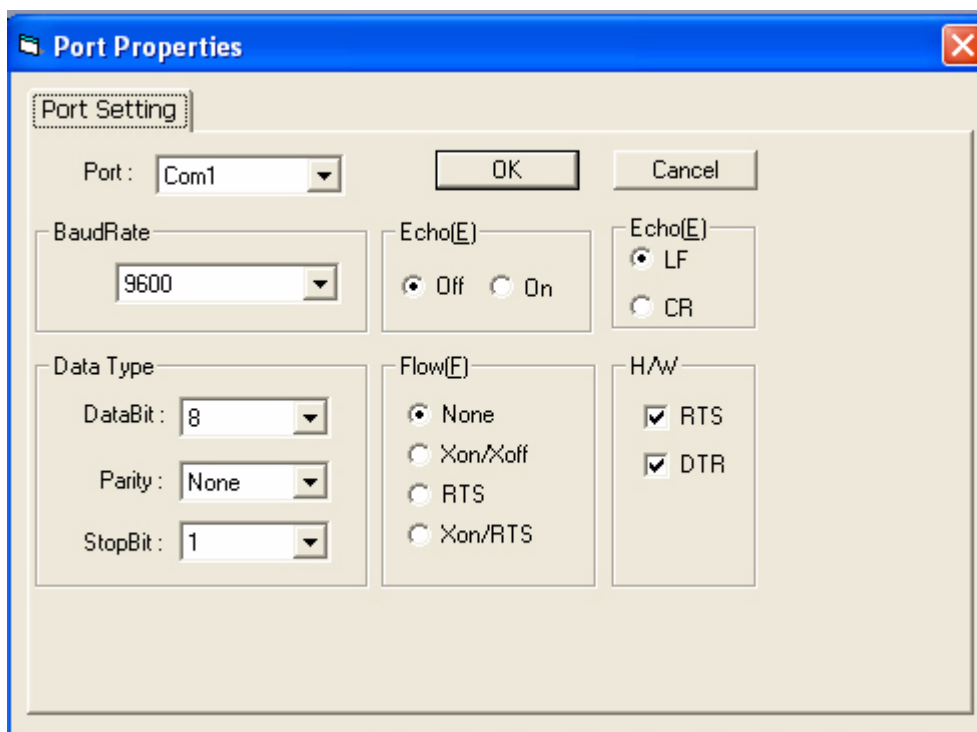 Port Properties
Port Setting
Port : Com1 OK Cancel
BaudRate
9600
Echo(E)
Off On
Echo(E)
LF
CR
Data Type
DataBit : 8
Parity : None
StopBit : 1
Flow(F)
None
Xon/Xoff
RTS
Xon/RTS
H/W
RTS
DTR